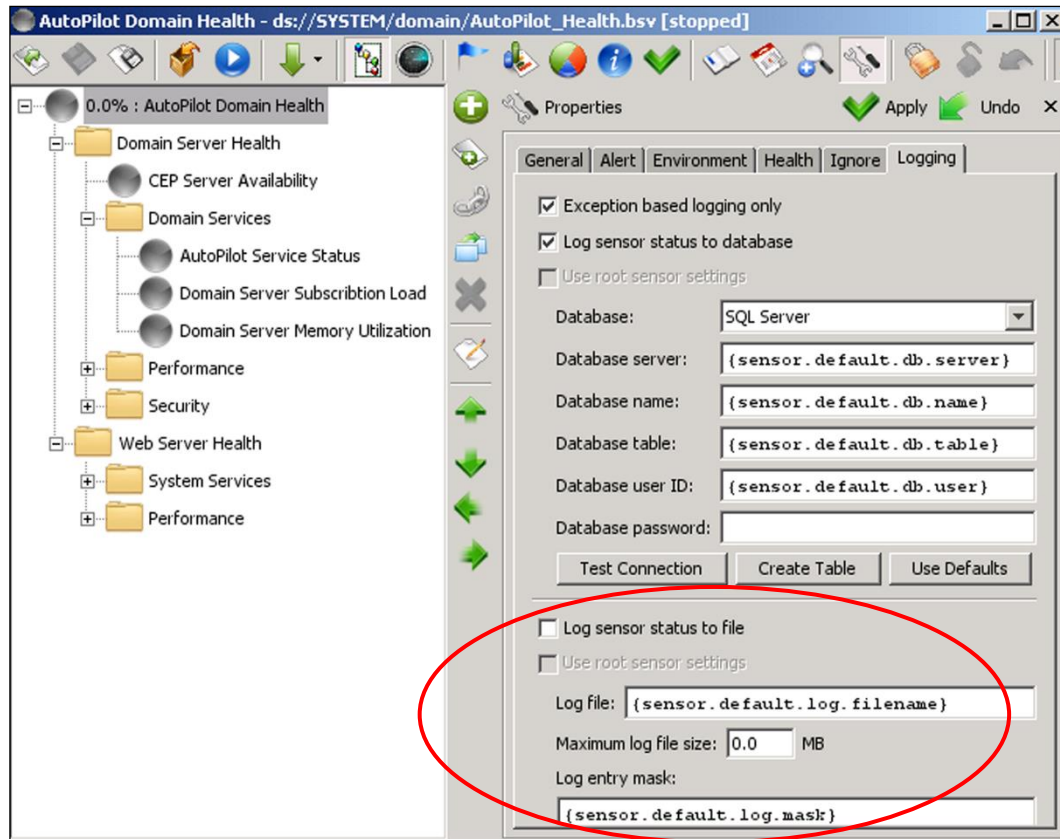 AutoPilot Domain Health - ds://SYSTEM/domain/AutoPilot_Health.bsv [stopped]
0.0% : AutoPilot Domain Health
Domain Server Health
CEP Server Availability
Domain Services
AutoPilot Service Status
Domain Server Subscribtion Load
Domain Server Memory Utilization
Performance
Security
Web Server Health
System Services
Performance
Properties
Apply
Undo
General Alert Environment Health Ignore Logging
Exception based logging only
Log sensor status to database
Use root sensor settings
Database: SQL Server
Database server: {sensor.default.db.server}
Database name: {sensor.default.db.name}
Database table: {sensor.default.db.table}
Database user ID: {sensor.default.db.user}
Database password:
Test Connection Create Table Use Defaults
Log sensor status to file
Use root sensor settings
Log file: {sensor.default.log.filename}
Maximum log file size: 0.0 MB
Log entry mask:
{sensor.default.log.mask}